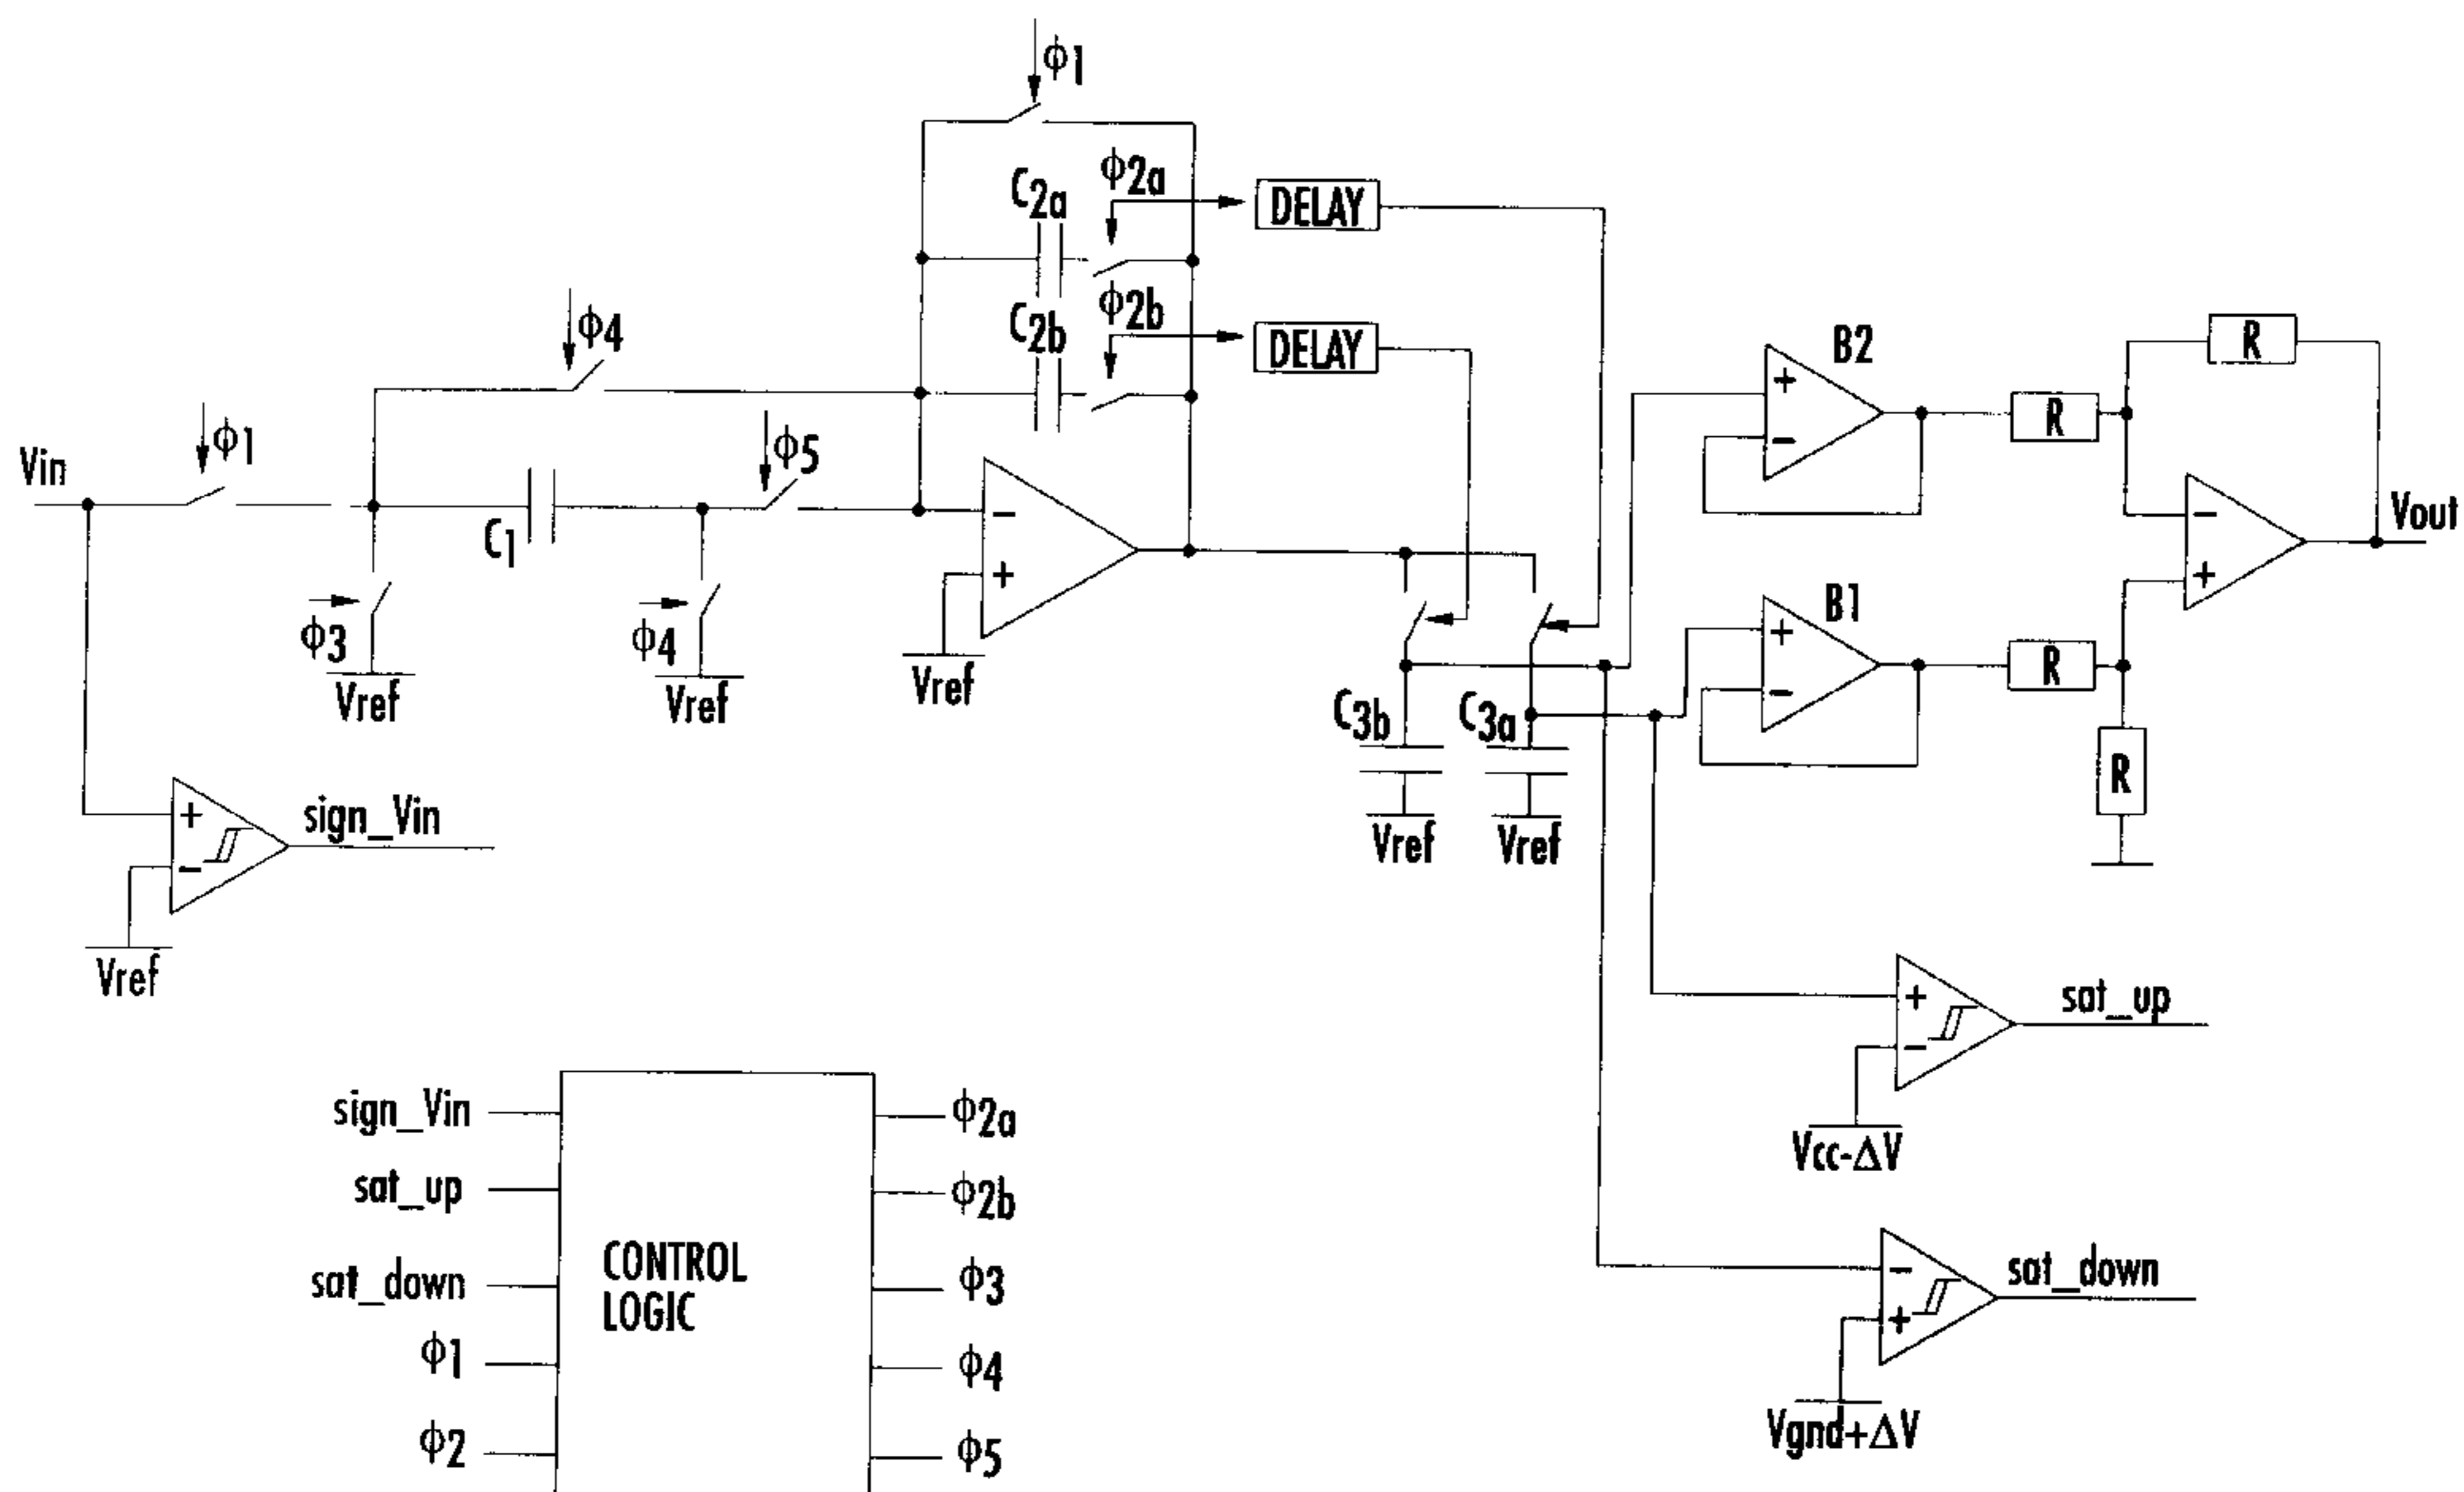 ϕ1
C2a
ϕ2a
DELAY
C2b
ϕ2b
DELAY
ϕ4
B2
R
R
Vin
ϕ1
ϕ5
C1
−
+
+
−
−
+
Vout
ϕ3
ϕ4
Vref
Vref
Vref
B1
+
−
R
R
C3b
C3a
Vref
Vref
+
−
sign_Vin
Vref
+
−
sat_up
Vcc-ΔV
−
+
sat_down
Vgnd+ΔV
sign_Vin
sat_up
sat_down
ϕ1
ϕ2
CONTROL
LOGIC
ϕ2a
ϕ2b
ϕ3
ϕ4
ϕ5